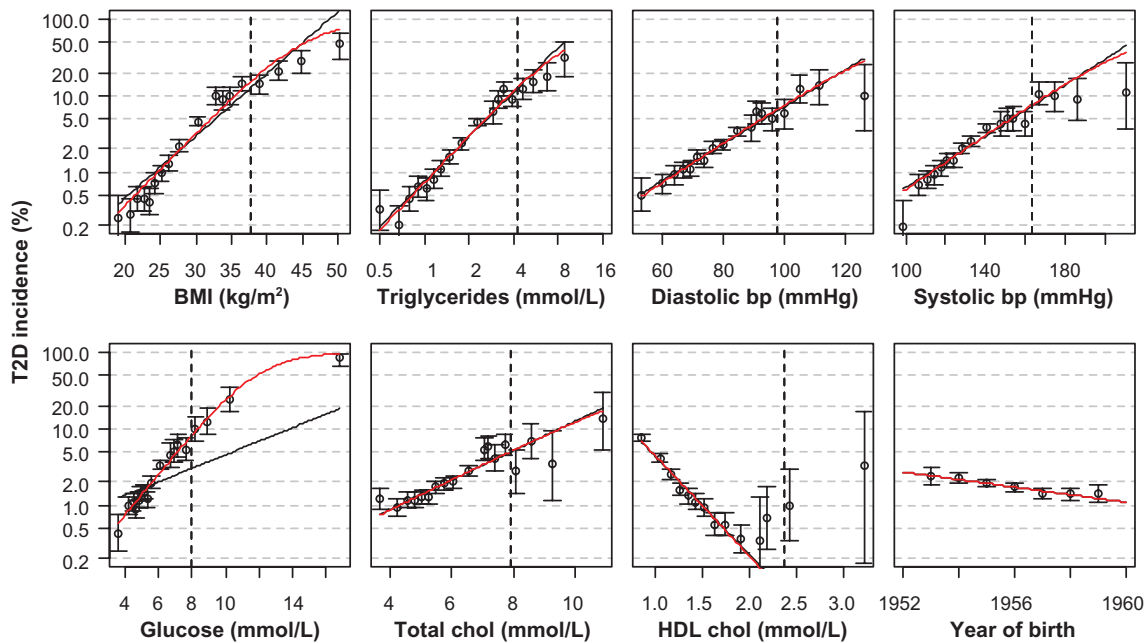 T2D incidence (%)
100.0
50.0
20.0
10.0
5.0
2.0
1.0
0.5
0.2
20 25 30 35 40 45 50
0.5 1 2 4 8 16
60 80 100 120
100 140 180
BMI (kg/m²)
Triglycerides (mmol/L)
Diastolic bp (mmHg)
Systolic bp (mmHg)
100.0
50.0
20.0
10.0
5.0
2.0
1.0
0.5
0.2
4 6 8 10 14
4 6 8 10
1.0 1.5 2.0 2.5 3.0
1952 1956 1960
Glucose (mmol/L)
Total chol (mmol/L)
HDL chol (mmol/L)
Year of birth